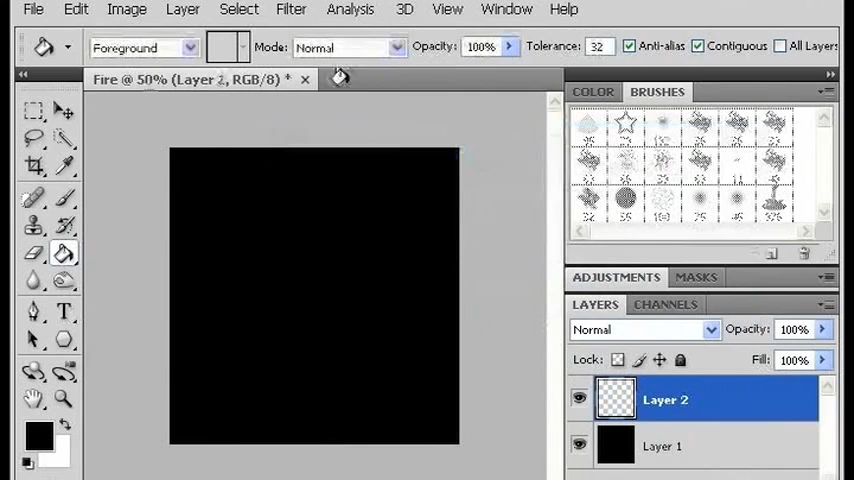 File Edit Image Layer Select Filter Analysis 3D View Window Help
Foreground Mode: Normal Opacity: 100% Tolerance: 32 Anti-alias Contiguous All Layers
Fire @ 50% (Layer 2, RGB/8) * ×
COLOR BRUSHES
ADJUSTMENTS MASKS
LAYERS CHANNELS
Normal Opacity: 100%
Lock: Fill: 100%
Layer 2
Layer 1